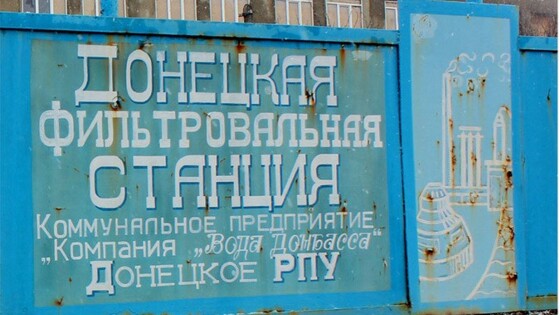 ДОНЕЦКАЯ
ФИЛЬТРОВАЛЬНАЯ
СТАНЦИЯ
КОММУНАЛЬНОЕ ПРЕДПРИЯТИЕ
„КОМПАНИЯ „Вода Донбасса“
ДОНЕЦКОЕ РПУ